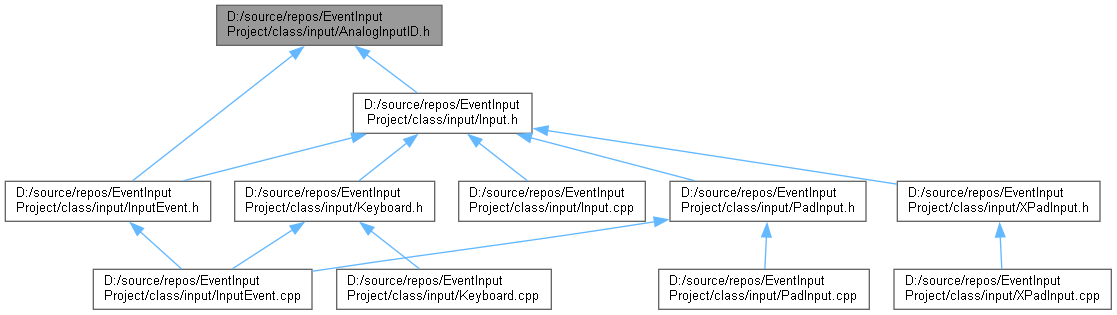 D:/source/repos/EventInput
Project/class/input/AnalogInputID.h
D:/source/repos/EventInput
Project/class/input/Input.h
D:/source/repos/EventInput
Project/class/input/InputEvent.h
D:/source/repos/EventInput
Project/class/input/Keyboard.h
D:/source/repos/EventInput
Project/class/input/Input.cpp
D:/source/repos/EventInput
Project/class/input/PadInput.h
D:/source/repos/EventInput
Project/class/input/XPadInput.h
D:/source/repos/EventInput
Project/class/input/InputEvent.cpp
D:/source/repos/EventInput
Project/class/input/Keyboard.cpp
D:/source/repos/EventInput
Project/class/input/PadInput.cpp
D:/source/repos/EventInput
Project/class/input/XPadInput.cpp